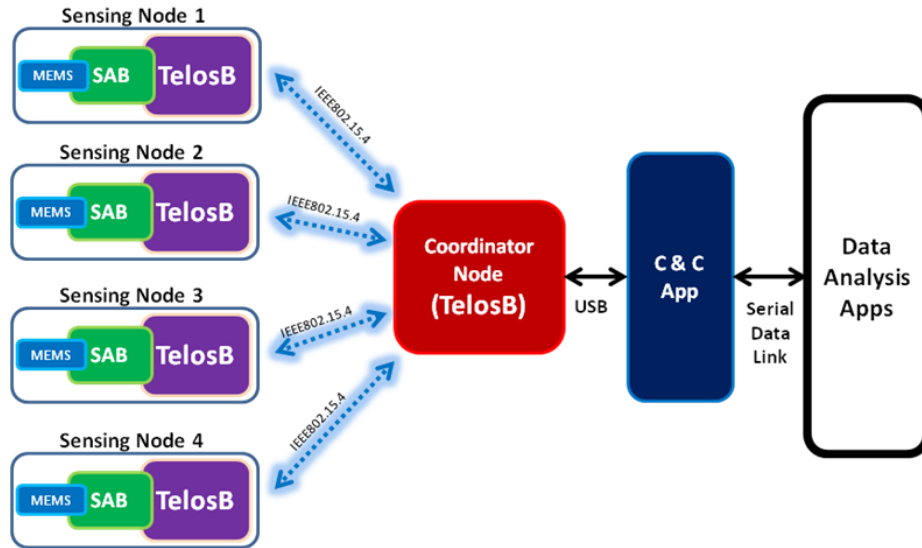 Sensing Node 1
MEMS SAB TelosB
IEEE802.15.4
Sensing Node 2
MEMS SAB TelosB
IEEE802.15.4
Sensing Node 3
MEMS SAB TelosB
IEEE802.15.4
Sensing Node 4
MEMS SAB TelosB
IEEE802.15.4
Coordinator
Node
(TelosB)
USB
C & C
App
Serial
Data
Link
Data
Analysis
Apps